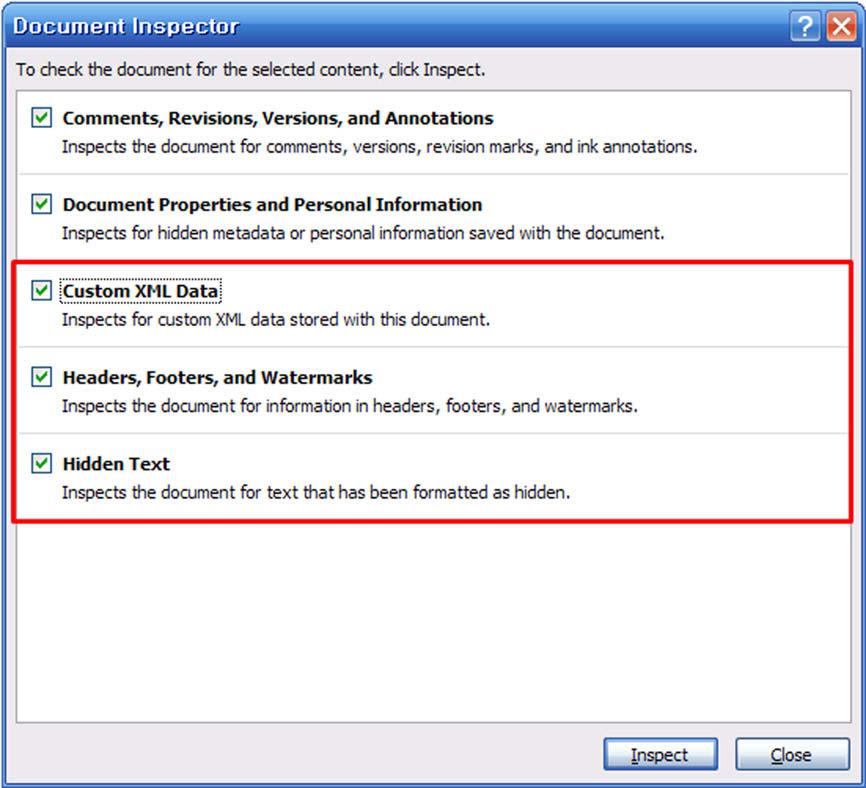 Document Inspector
To check the document for the selected content, click Inspect.
Comments, Revisions, Versions, and Annotations
Inspects the document for comments, versions, revision marks, and ink annotations.
Document Properties and Personal Information
Inspects for hidden metadata or personal information saved with the document.
Custom XML Data
Inspects for custom XML data stored with this document.
Headers, Footers, and Watermarks
Inspects the document for information in headers, footers, and watermarks.
Hidden Text
Inspects the document for text that has been formatted as hidden.
Inspect Close